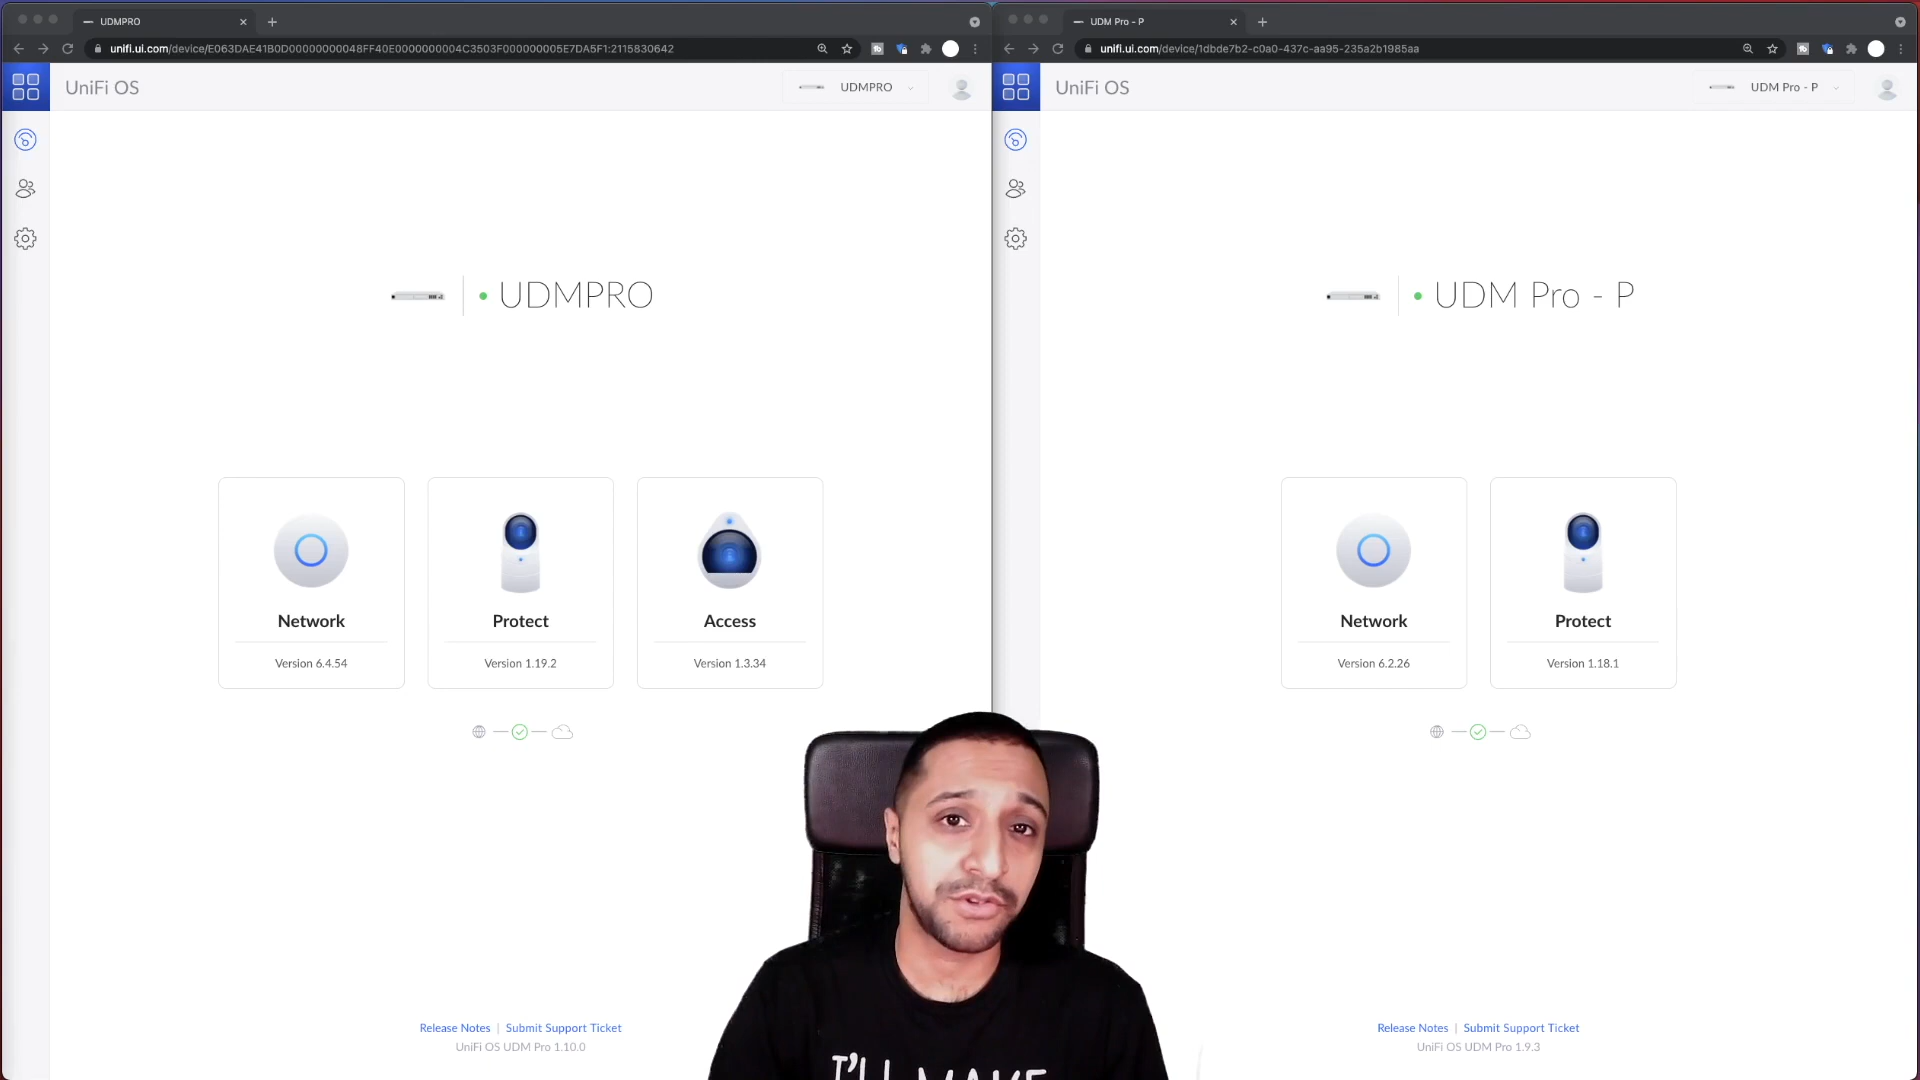 UDMPRO
unifi.ui.com/device/E063DAE41B0D00000000048FF40E0000000004C3503F000000005E7DA5F1:2115830642
UniFi OS
UDMPRO
UDMPRO
Network
Version 6.4.54
Protect
Version 1.19.2
Access
Version 1.3.34
Release Notes | Submit Support Ticket
UniFi OS UDM Pro 1.10.0
UDM Pro - P
unifi.ui.com/device/1dbde7b2-c0a0-437c-aa95-235a2b1985aa
UniFi OS
UDM Pro - P
UDM Pro - P
Network
Version 6.2.26
Protect
Version 1.18.1
Release Notes | Submit Support Ticket
UniFi OS UDM Pro 1.9.3
I'LL MAKE